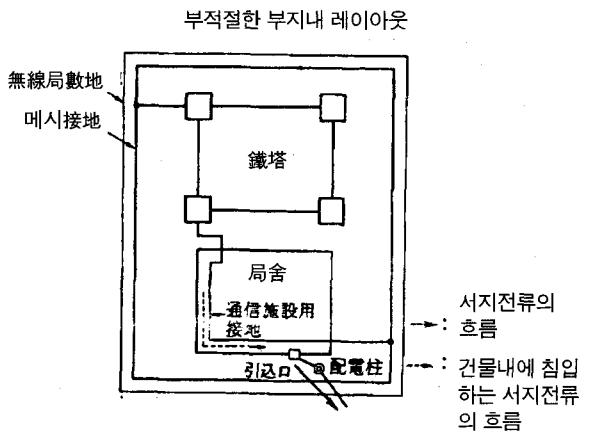 부적절한 부지내 레이아웃
無線局敷地
메시接地
鐵塔
局舍
通信施設用
接地
引込口
配電柱
서지전류의
흐름
건물내에 침입
하는 서지전류
의 흐름